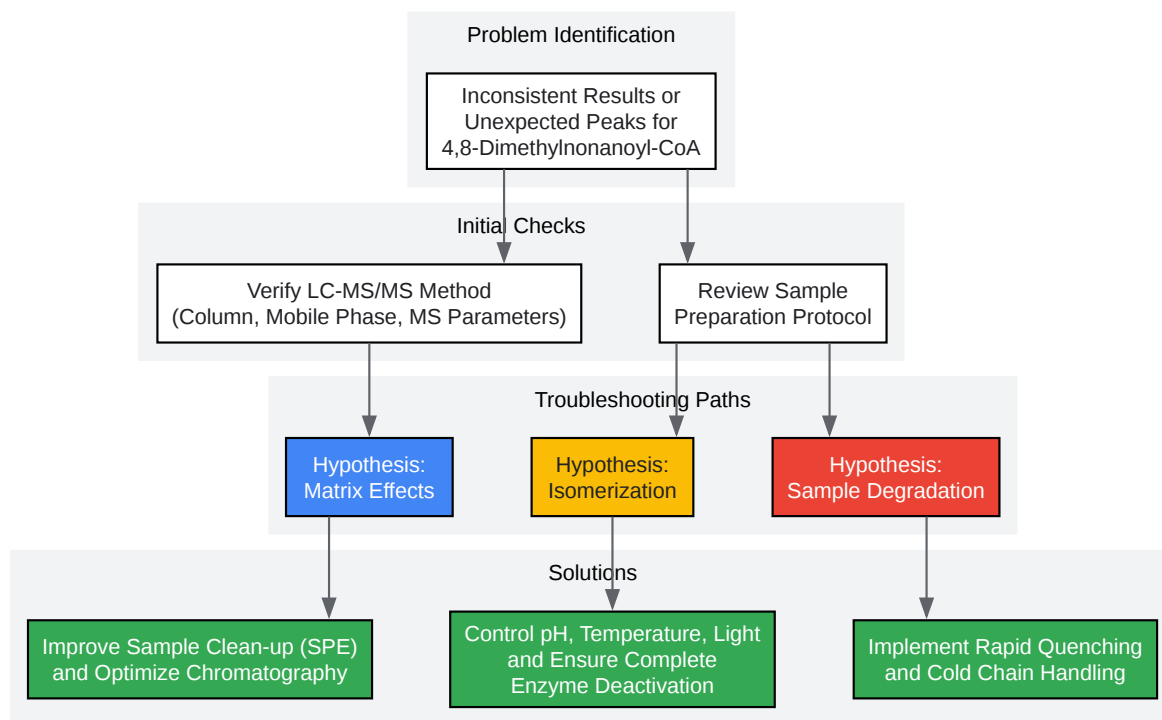 Problem Identification
Inconsistent Results or
Unexpected Peaks for
4,8-Dimethylnonanoyl-CoA
Initial Checks
Verify LC-MS/MS Method
(Column, Mobile Phase, MS Parameters)
Review Sample
Preparation Protocol
Troubleshooting Paths
Hypothesis:
Matrix Effects
Hypothesis:
Isomerization
Hypothesis:
Sample Degradation
Solutions
Improve Sample Clean-up (SPE)
and Optimize Chromatography
Control pH, Temperature, Light
and Ensure Complete
Enzyme Deactivation
Implement Rapid Quenching
and Cold Chain Handling